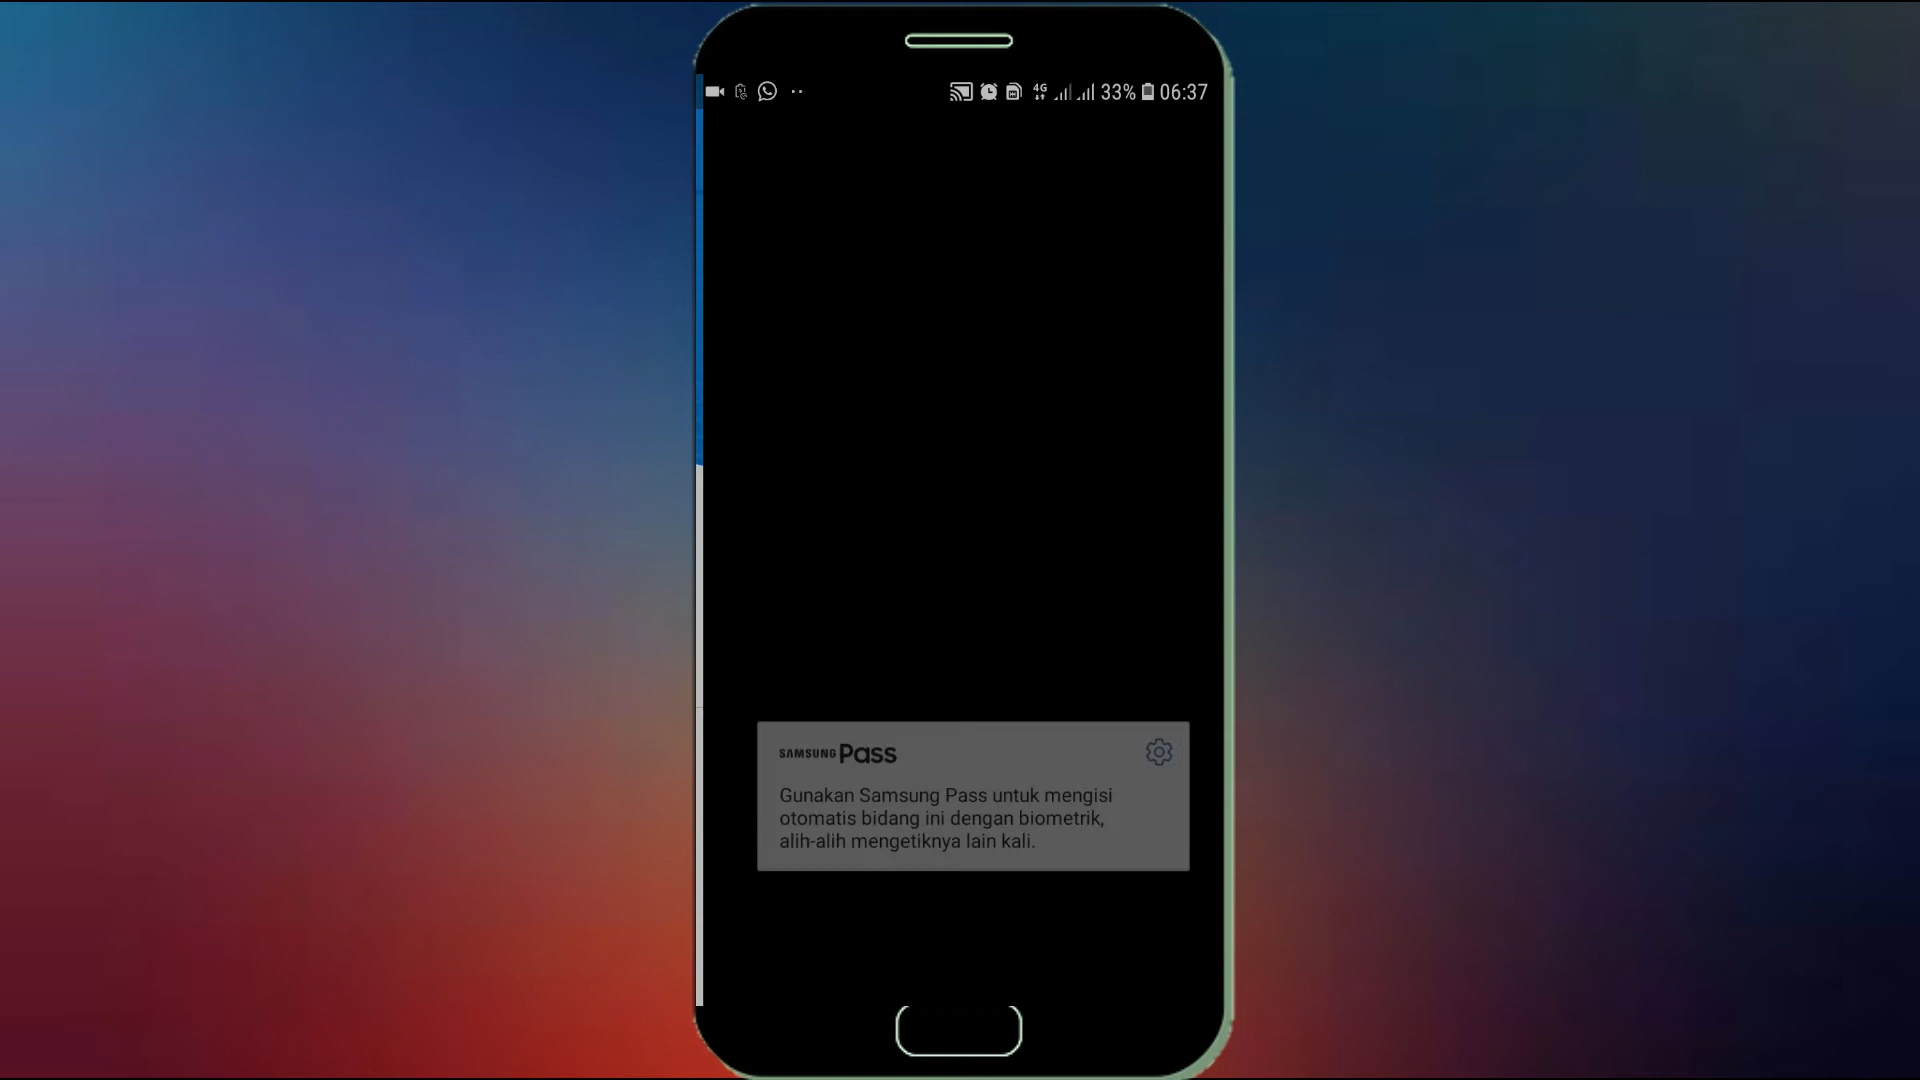 4G 33% 06:37
SAMSUNG Pass
Gunakan Samsung Pass untuk mengisi
otomatis bidang ini dengan biometrik,
alih-alih mengetiknya lain kali.